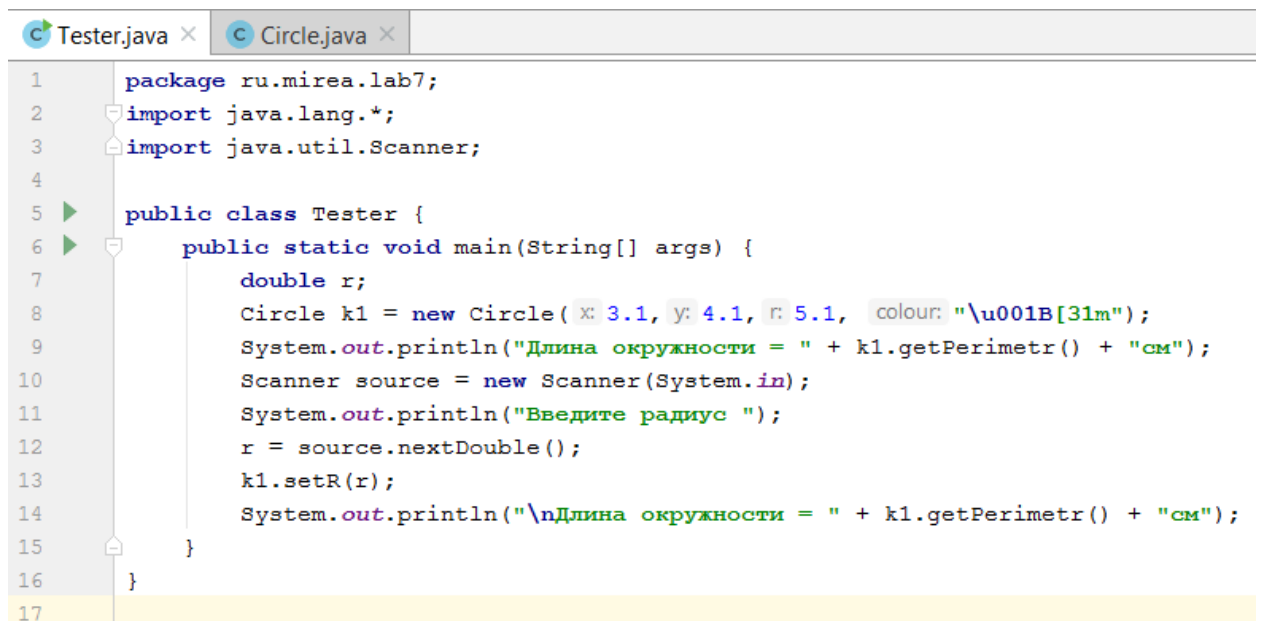 Tester.java × Circle.java ×
1 package ru.mirea.lab7;
2 import java.lang.*;
3 import java.util.Scanner;
4
5 public class Tester {
6     public static void main(String[] args) {
7         double r;
8         Circle k1 = new Circle( x: 3.1, y: 4.1, r: 5.1, colour: "\u001B[31m");
9         System.out.println("Длина окружности = " + k1.getPerimetr() + "см");
10         Scanner source = new Scanner(System.in);
11         System.out.println("Введите радиус ");
12         r = source.nextDouble();
13         k1.setR(r);
14         System.out.println("\nДлина окружности = " + k1.getPerimetr() + "см");
15     }
16 }
17